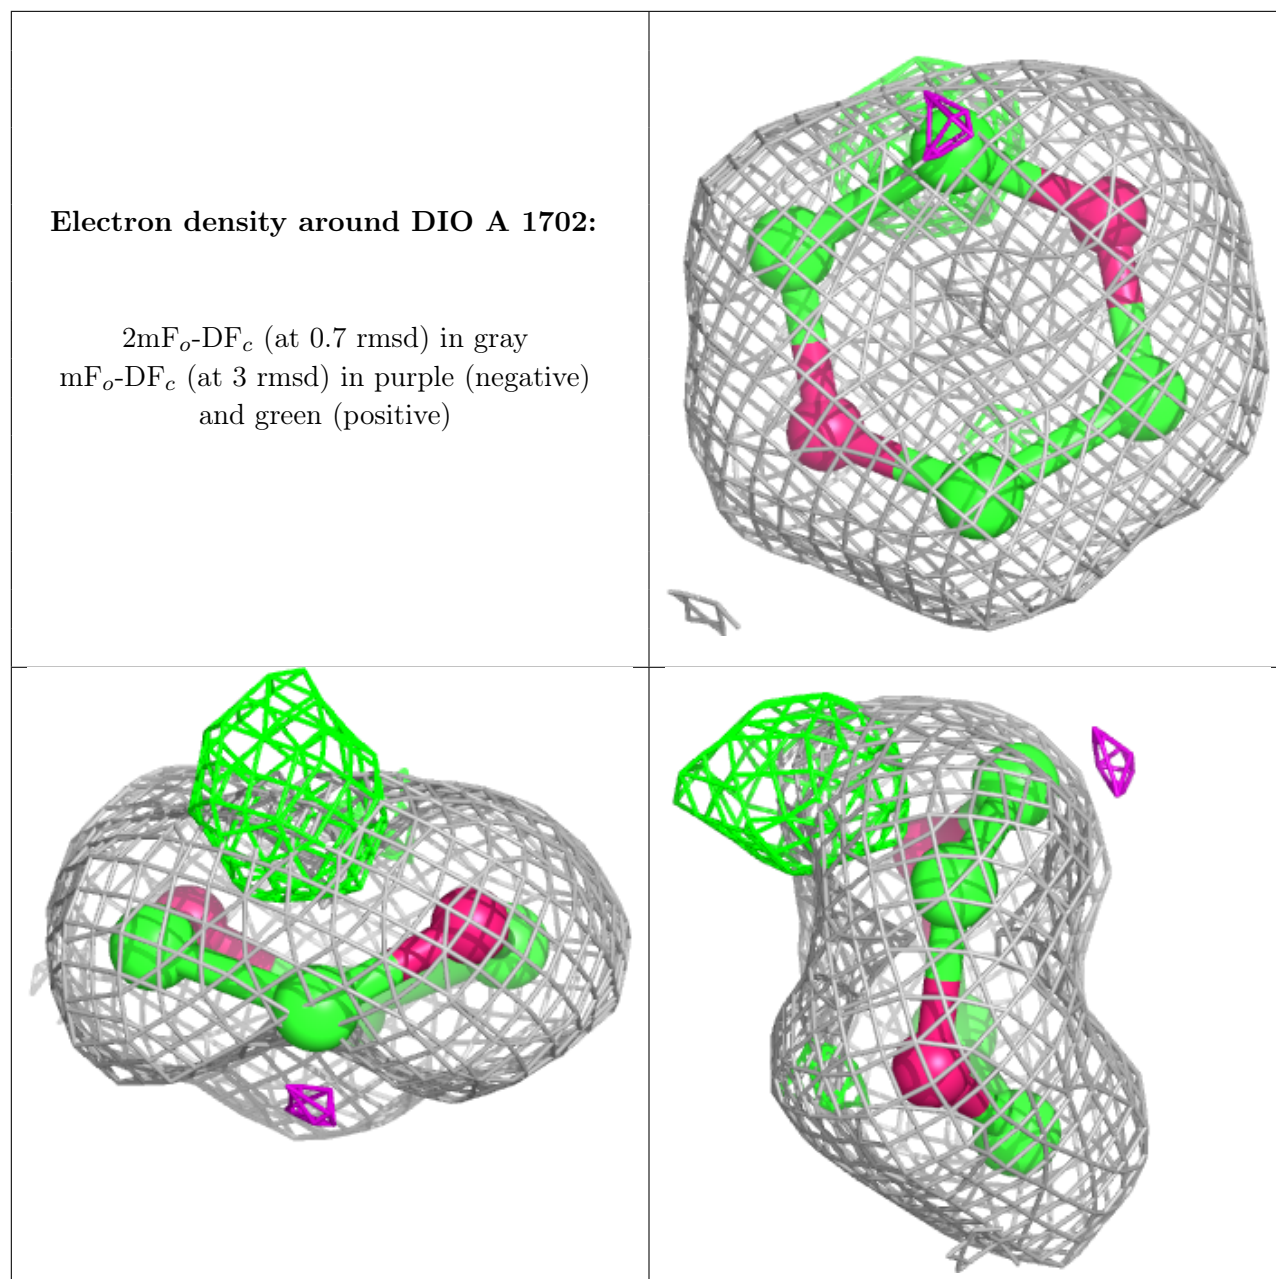 Electron density around DIO A 1702:
2mFo-DFc (at 0.7 rmsd) in gray
mFo-DFc (at 3 rmsd) in purple (negative)
and green (positive)